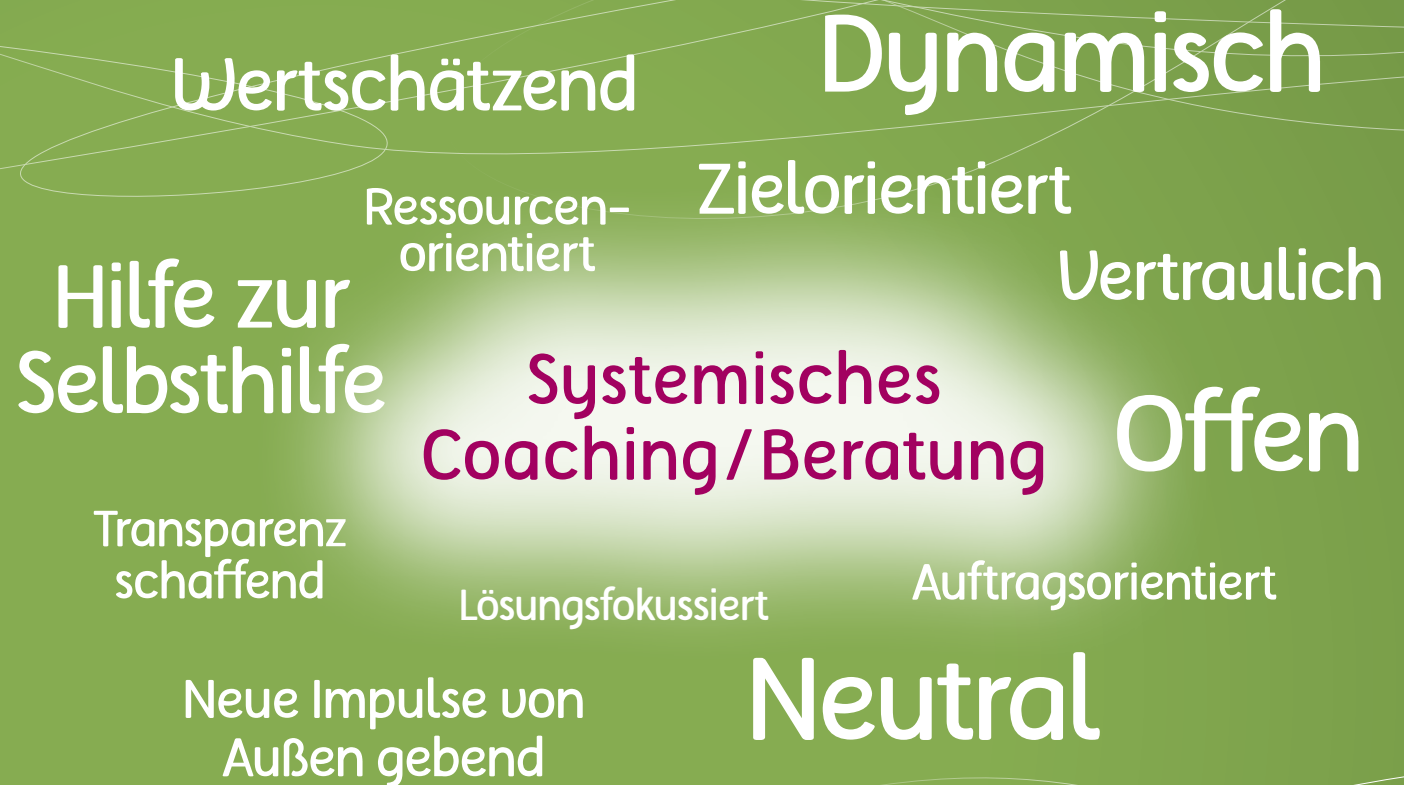 Dynamisch
Wertschätzend
Zielorientiert
Ressourcen-
orientiert
Vertraulich
Hilfe zur
Selbsthilfe
Systemisches
Coaching/Beratung
Offen
Transparenz
schaffend
Lösungsfokussiert
Auftragsorientiert
Neue Impulse von
Außen gebend
Neutral